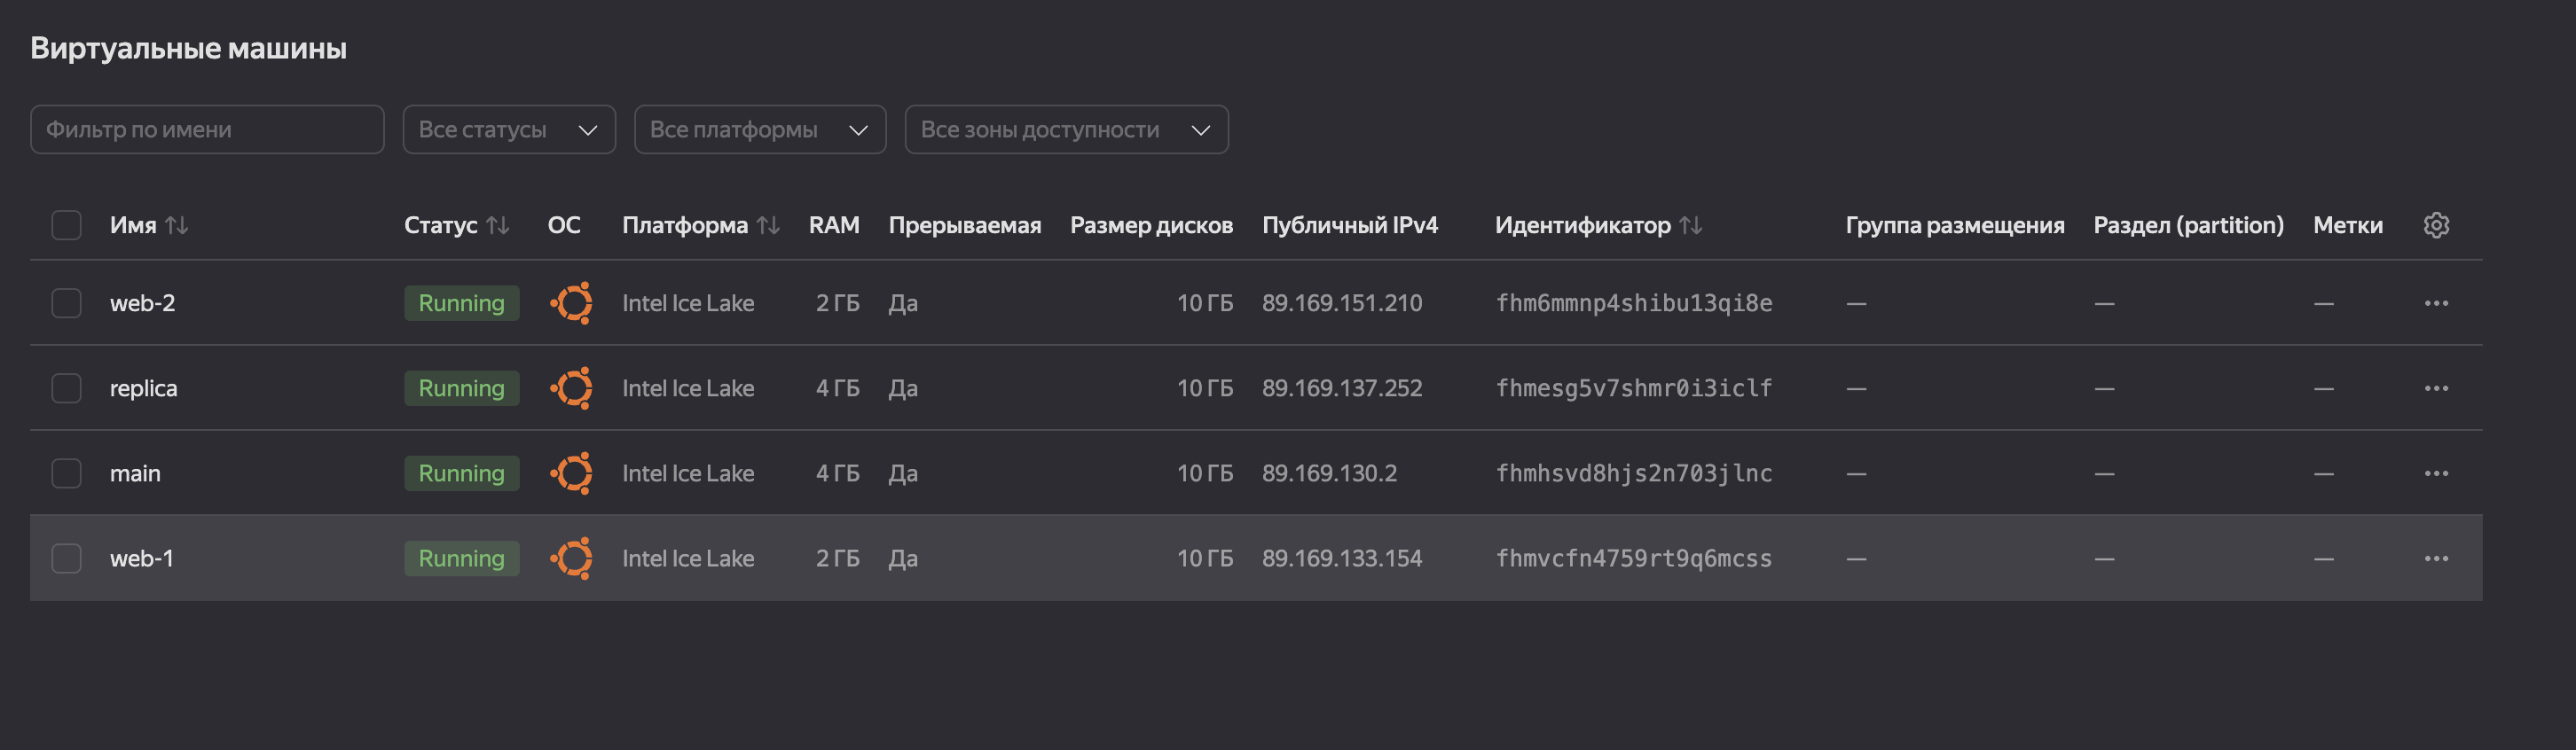 Виртуальные машины
Фильтр по имени Все статусы Все платформы Все зоны доступности
Имя Статус ОС Платформа RAM Прерываемая Размер дисков Публичный IPv4 Идентификатор Группа размещения Раздел (partition) Метки
web-2 Running Intel Ice Lake 2 ГБ Да 10 ГБ 89.169.151.210 fhm6mmnp4shibu13qi8e — — —
replica Running Intel Ice Lake 4 ГБ Да 10 ГБ 89.169.137.252 fhmesg5v7shmr0i3iclf — — —
main Running Intel Ice Lake 4 ГБ Да 10 ГБ 89.169.130.2 fhmhsvd8hjs2n703jlnc — — —
web-1 Running Intel Ice Lake 2 ГБ Да 10 ГБ 89.169.133.154 fhmvcfn4759rt9q6mcss — — —